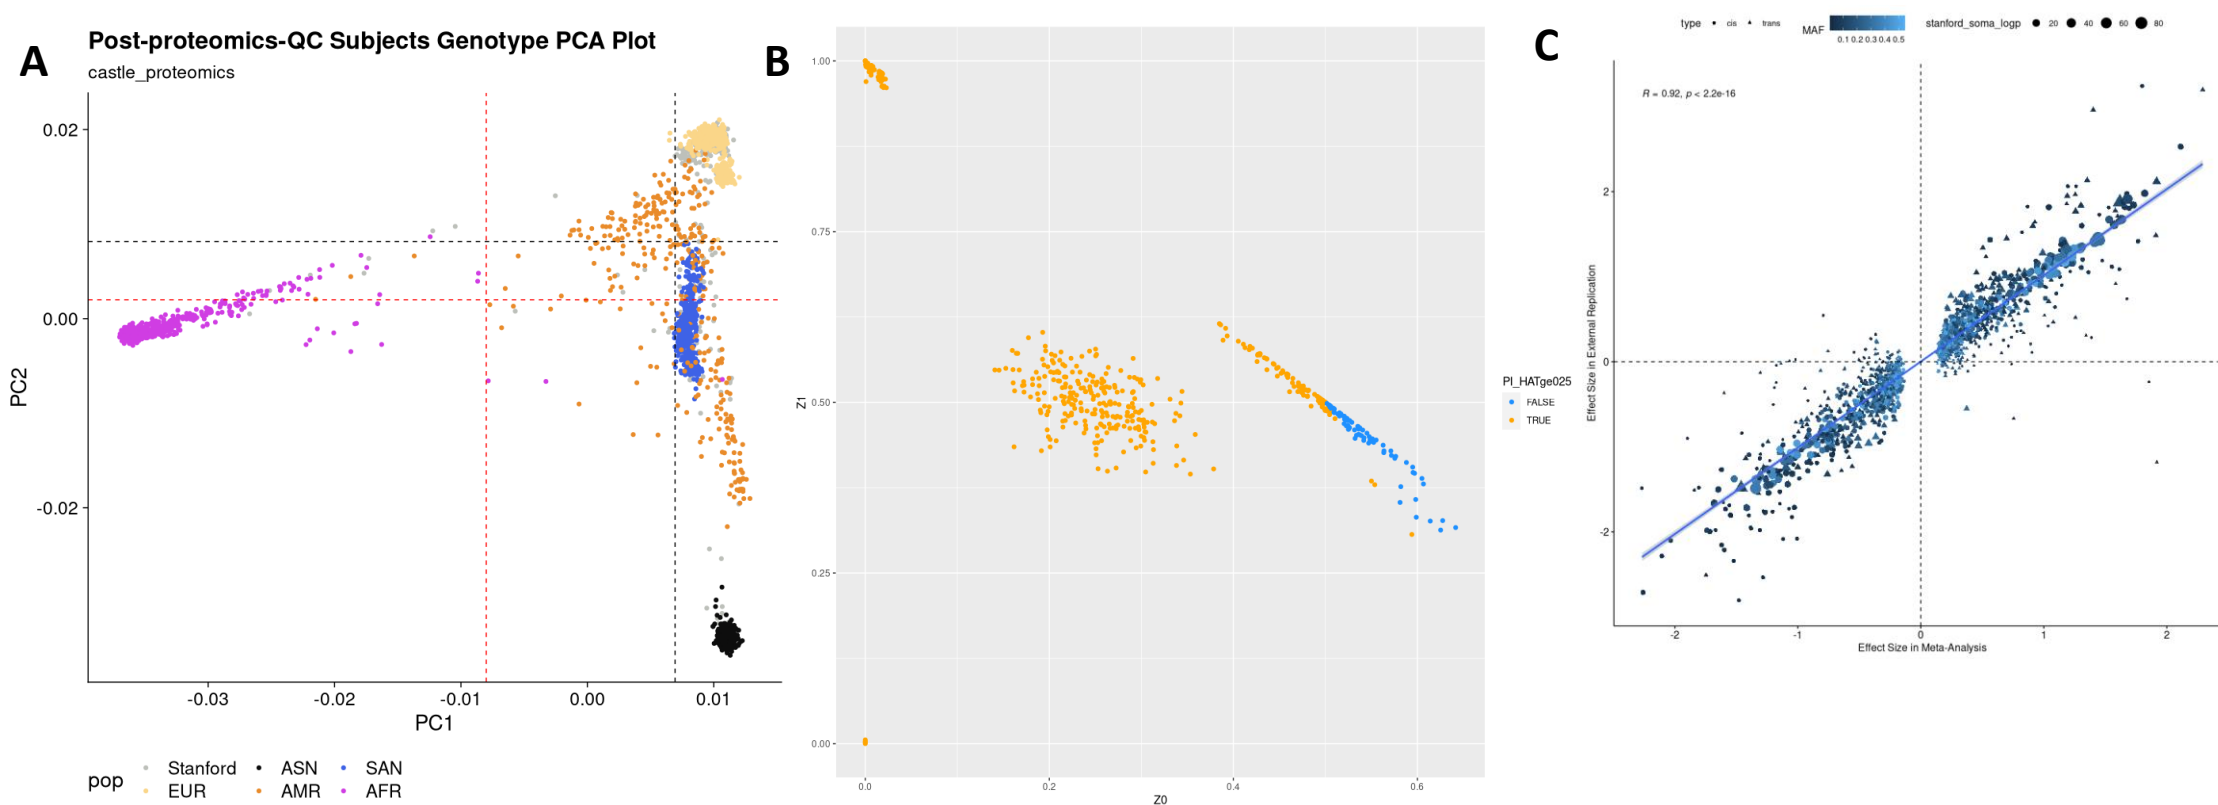 A
Post-proteomics-QC Subjects Genotype PCA Plot
castle_proteomics
0.02
0.00
-0.02
PC2
-0.03 -0.02 -0.01 0.00 0.01
PC1
pop Stanford ASN SAN
EUR AMR AFR
B
1.00
0.75
0.50
0.25
0.00
Z1
0.0 0.2 0.4 0.6
Z0
PI_HATge025
FALSE
TRUE
C
type cis trans MAF 0.1 0.2 0.3 0.4 0.5 stanford_soma_logp 20 40 60 80
R = 0.92, p < 2.2e-16
2
0
-2
Effect Size in External Replication
-2 -1 0 1 2
Effect Size in Meta-Analysis